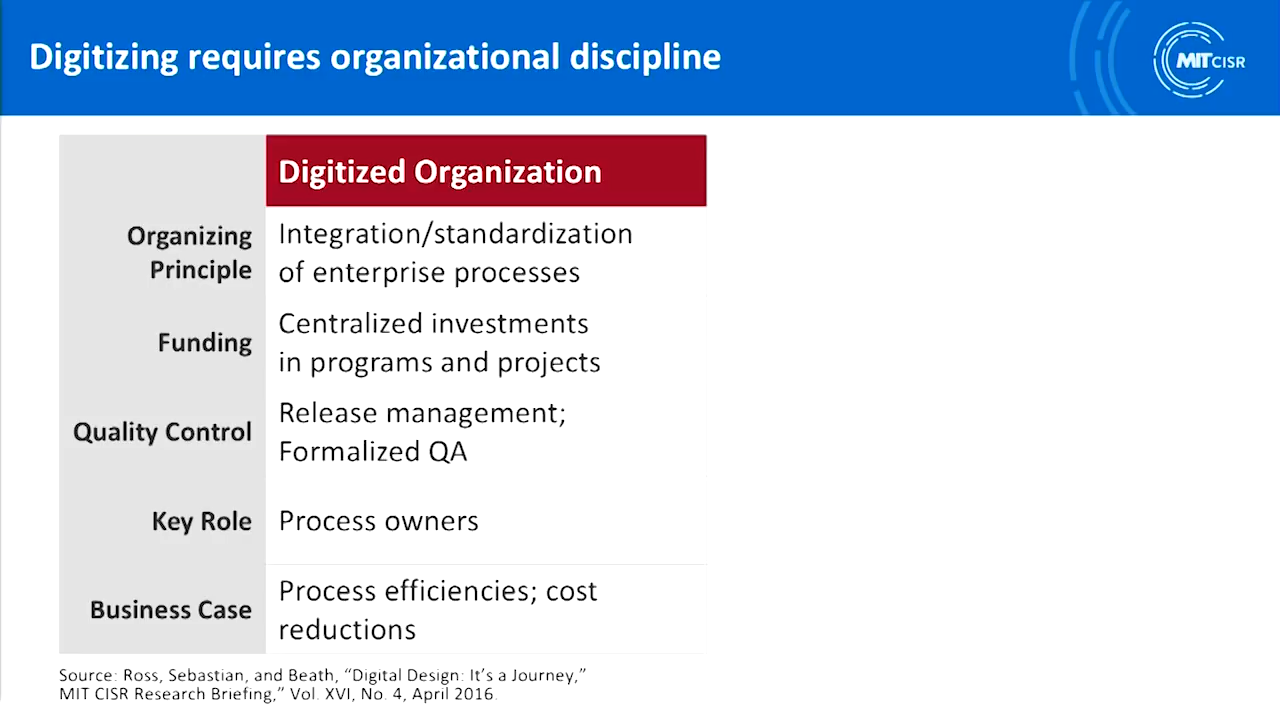 Digitizing requires organizational discipline
MIT CISR
Digitized Organization
Organizing
Principle
Integration/standardization
of enterprise processes
Funding
Centralized investments
in programs and projects
Quality Control
Release management;
Formalized QA
Key Role
Process owners
Business Case
Process efficiencies; cost
reductions
Source: Ross, Sebastian, and Beath, “Digital Design: It’s a Journey,”
MIT CISR Research Briefing,” Vol. XVI, No. 4, April 2016.